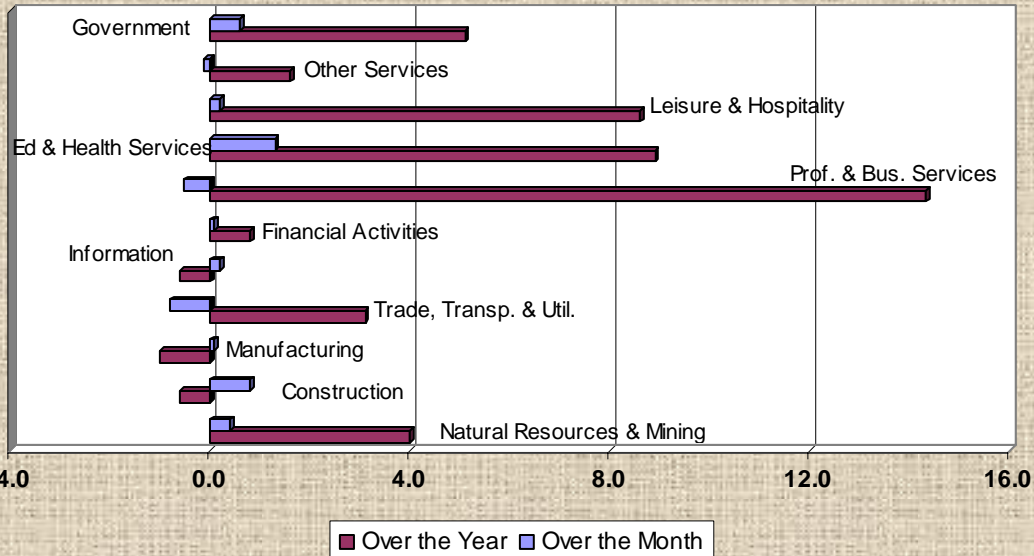 Government
Other Services
Leisure & Hospitality
Ed & Health Services
Prof. & Bus. Services
Financial Activities
Information
Trade, Transp. & Util.
Manufacturing
Construction
Natural Resources & Mining
4.0 0.0 4.0 8.0 12.0 16.0
Over the Year Over the Month